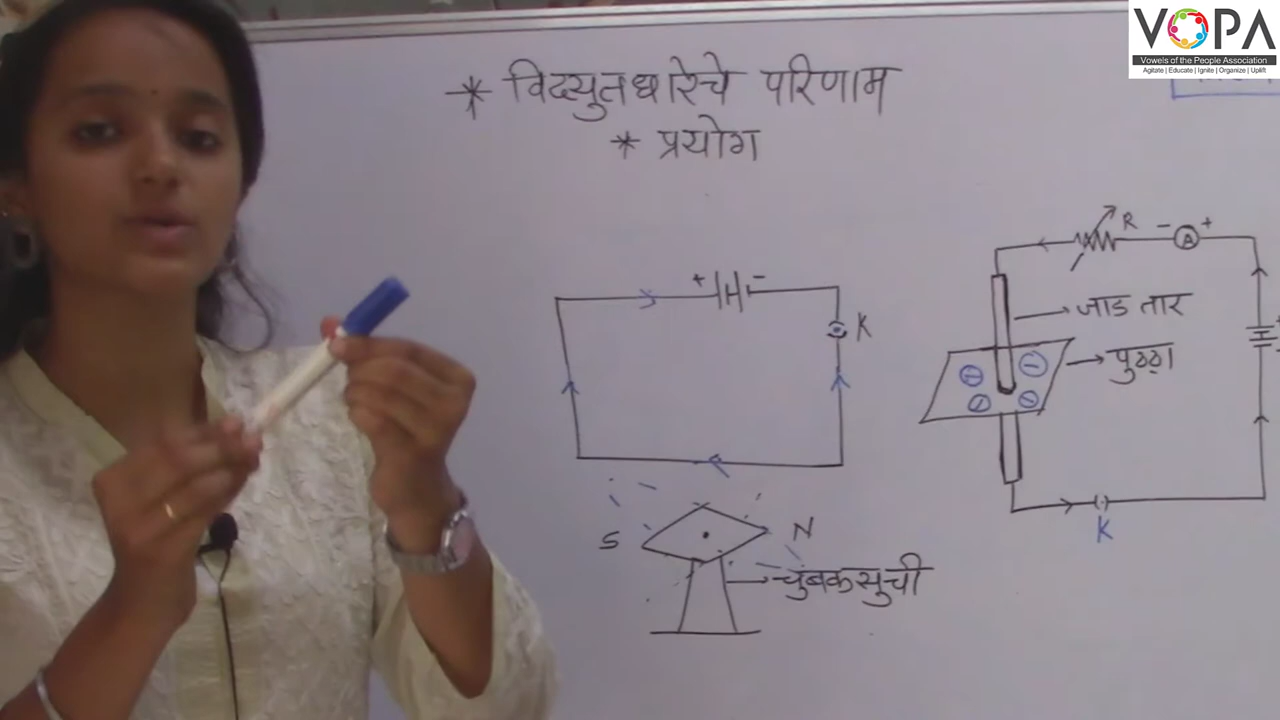 VOPA
Vowels of the People Association
Agitate | Educate | Ignite | Organize | Uplift
* विद्युतधारेचे परिणाम
* प्रयोग
R
- A +
+ -
जाड तार
K
+
-
पुठ्ठा
S N
K
चुंबकसुची